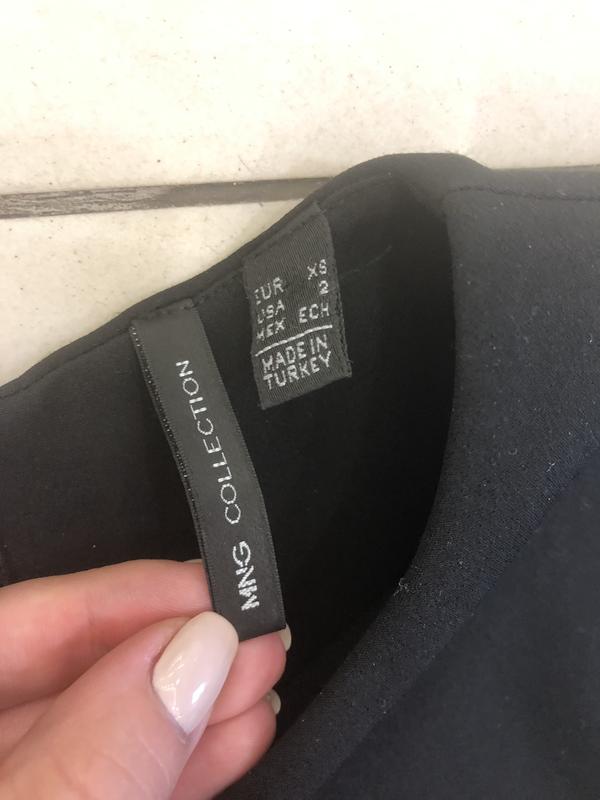 EUR XS
USA 2
MEX ECH
MADE IN
TURKEY
MNG COLLECTION